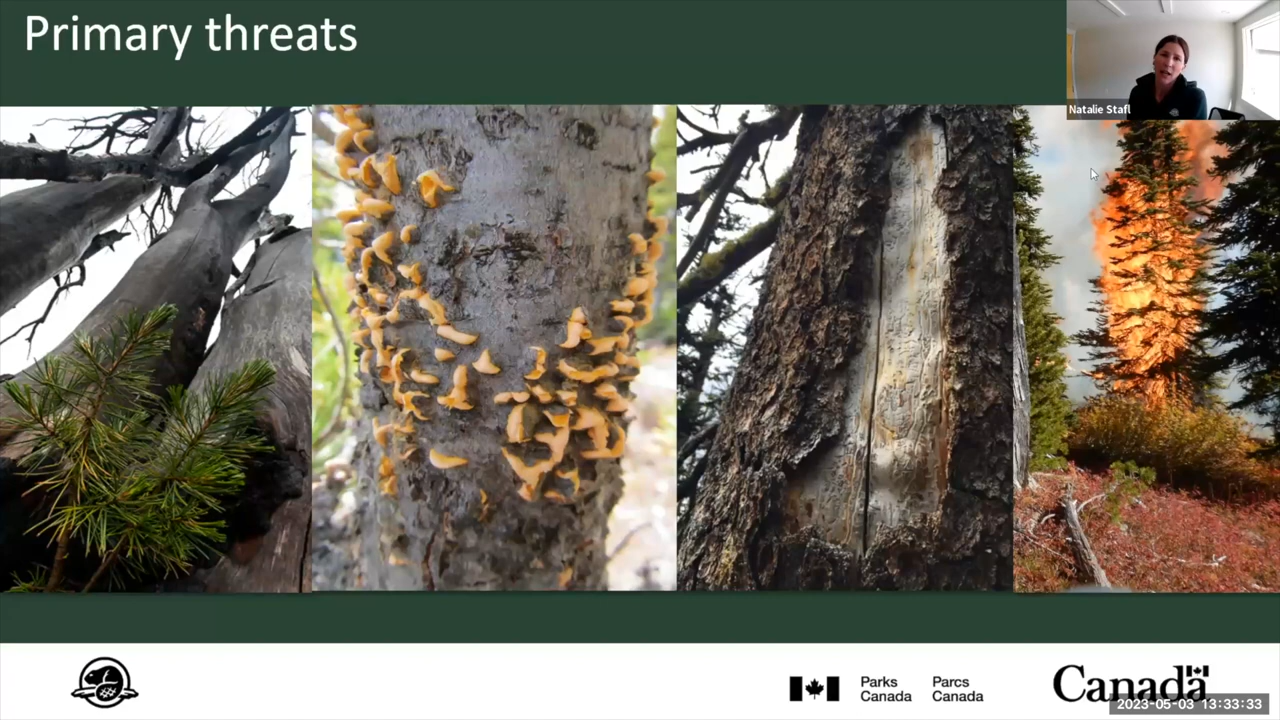 Primary threats
Natalie Stafl
Parks
Canada
Parcs
Canada
Canada
2023-05-03 13:33:33